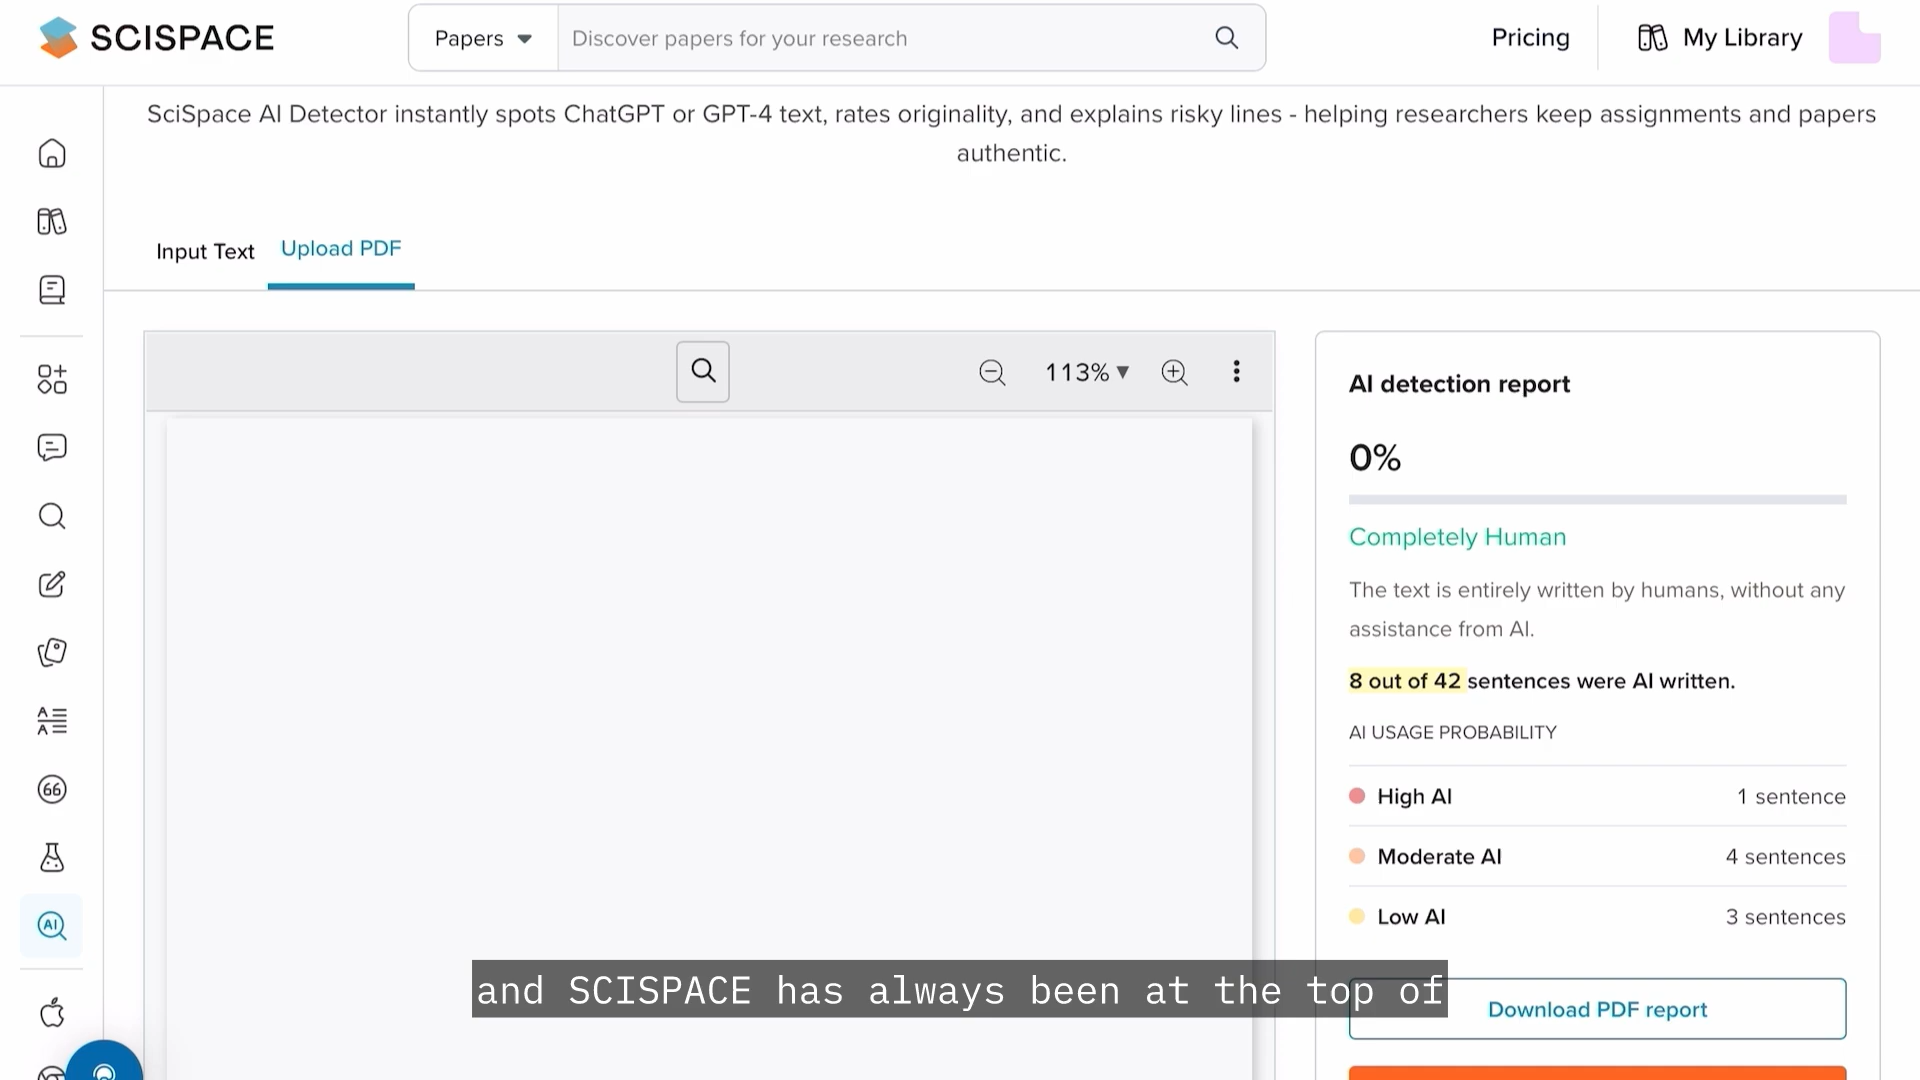 SCISPACE
Papers
Discover papers for your research
Pricing
My Library
SciSpace AI Detector instantly spots ChatGPT or GPT-4 text, rates originality, and explains risky lines - helping researchers keep assignments and papers
authentic.
Input Text
Upload PDF
113%
AI detection report
0%
Completely Human
The text is entirely written by humans, without any
assistance from AI.
8 out of 42 sentences were AI written.
AI USAGE PROBABILITY
High AI 1 sentence
Moderate AI 4 sentences
Low AI 3 sentences
Download PDF report
A
A
66
AI
and SCISPACE has always been at the top of